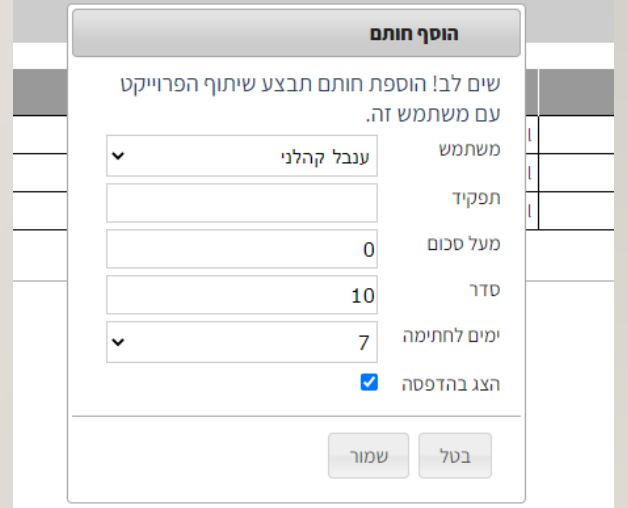 הוסף חותם
שים לב! הוספת חותם תבצע שיתוף הפרוייקט
עם משתמש זה.
משתמש
ענבל קהלני
תפקיד
מעל סכום
0
סדר
10
ימים לחתימה
7
הצג בהדפסה
בטל
שמור